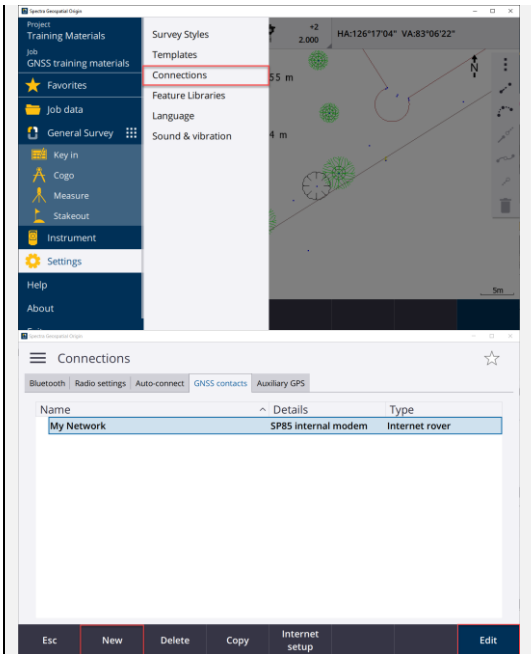 Spectra Geospatial Origin
Project
Training Materials
Job
GNSS training materials
Favorites
Job data
General Survey
Key in
Cogo
Measure
Stakeout
Instrument
Settings
Help
About
Survey Styles
Templates
Connections
Feature Libraries
Language
Sound & vibration
+2
2.000
HA:126°17'04" VA:83°06'22"
N
55 m
4 m
5m
Spectra Geospatial Origin
Connections
Bluetooth Radio settings Auto-connect GNSS contacts Auxiliary GPS
Name Details Type
My Network SP85 internal modem Internet rover
Esc New Delete Copy Internet setup Edit